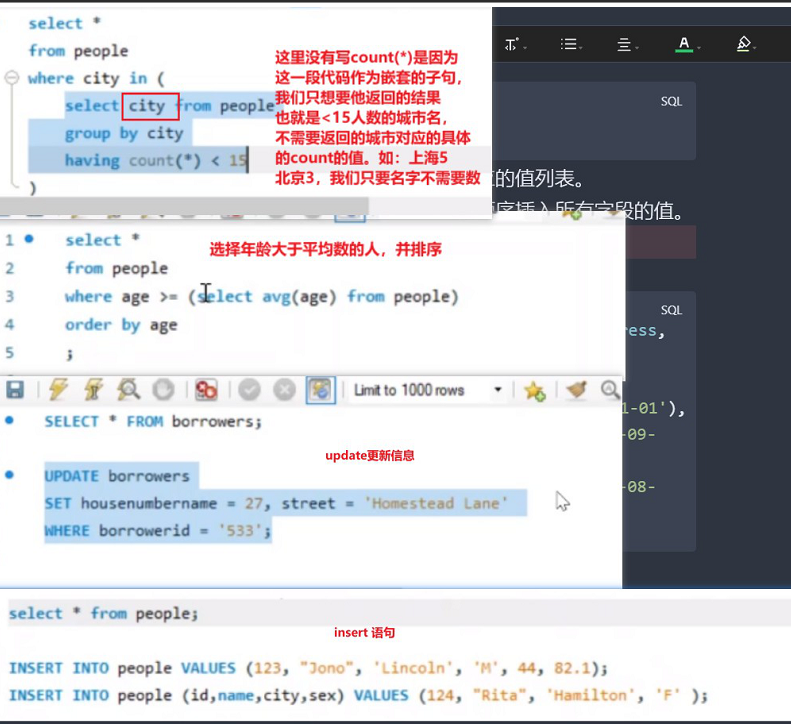 select *
from people
where city in (
select city from people
group by city
having count(*) < 15
)
这里没有写count(*)是因为
这一段代码作为嵌套的子句,
我们只想要他返回的结果
也就是<15人数的城市名,
不需要返回的城市对应的具体
的count的值。如：上海5
北京3，我们只要名字不需要数
SQL
的值列表。
序插入所有字段的值。
1 select *
2 from people
3 where age >= (select avg(age) from people)
4 order by age
5 ;
选择年龄大于平均数的人，并排序
SQL
ress,
1-01'),
-09-
-08-
Limit to 1000 rows
SELECT * FROM borrowers;
update更新信息
UPDATE borrowers
SET housenumbername = 27, street = 'Homestead Lane'
WHERE borrowerid = '533';
select * from people;
insert 语句
INSERT INTO people VALUES (123, "Jono", 'Lincoln', 'M', 44, 82.1);
INSERT INTO people (id,name,city,sex) VALUES (124, "Rita", 'Hamilton', 'F' );